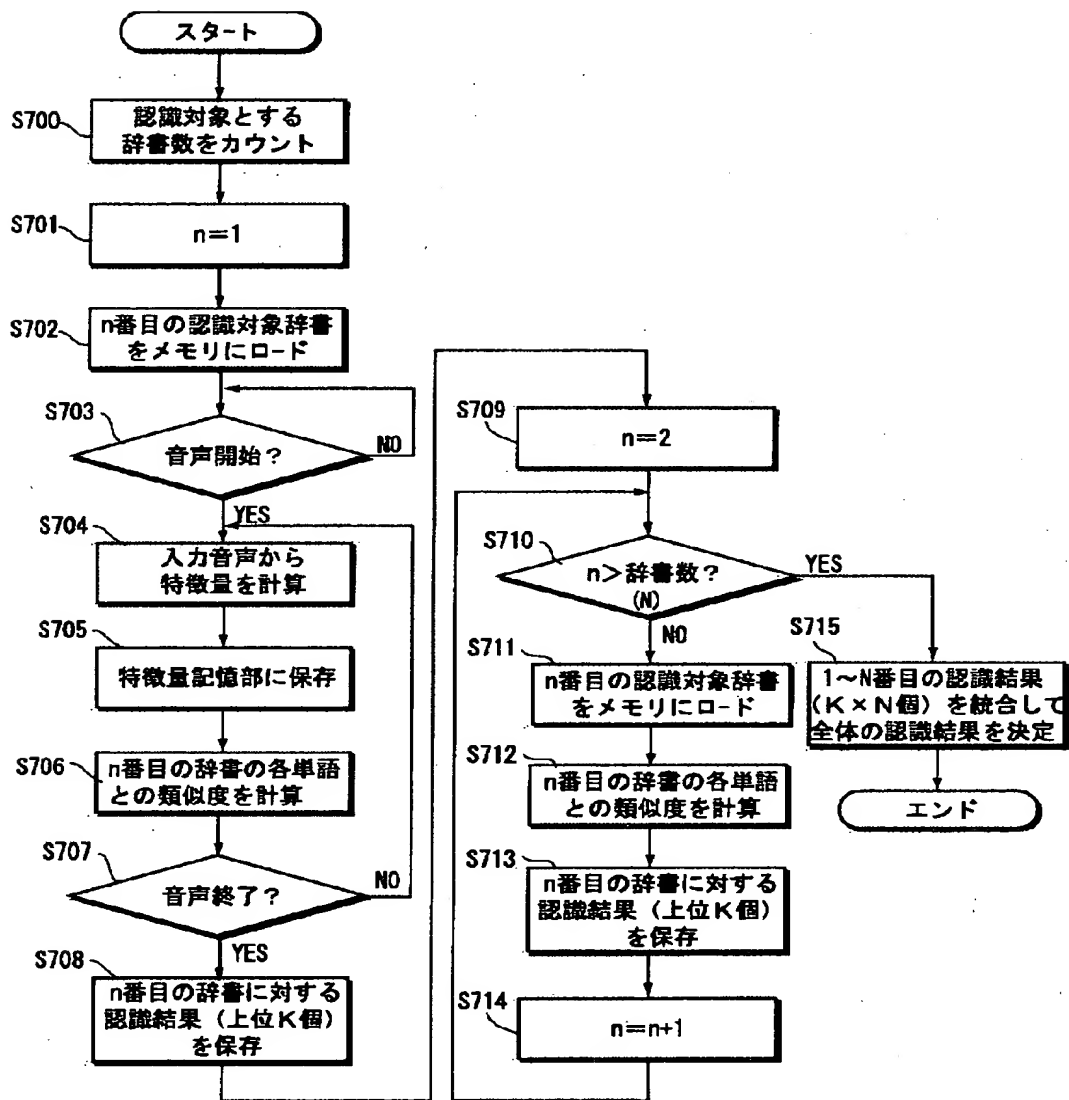 スタート
S700
認識対象とする
辞書数をカウント
S701
n=1
S702
n番目の認識対象辞書
をメモリにロード
S703
音声開始?
NO
YES
S704
入力音声から
特徴量を計算
S705
特徴量記憶部に保存
S706
n番目の辞書の各単語
との類似度を計算
S707
音声終了?
NO
YES
S708
n番目の辞書に対する
認識結果(上位K個)
を保存
S709
n=2
S710
n>辞書数?
(N)
YES
NO
S711
n番目の認識対象辞書
をメモリにロード
S712
n番目の辞書の各単語
との類似度を計算
S713
n番目の辞書に対する
認識結果(上位K個)
を保存
S714
n=n+1
S715
1~N番目の認識結果
(K×N個)を統合して
全体の認識結果を決定
エンド